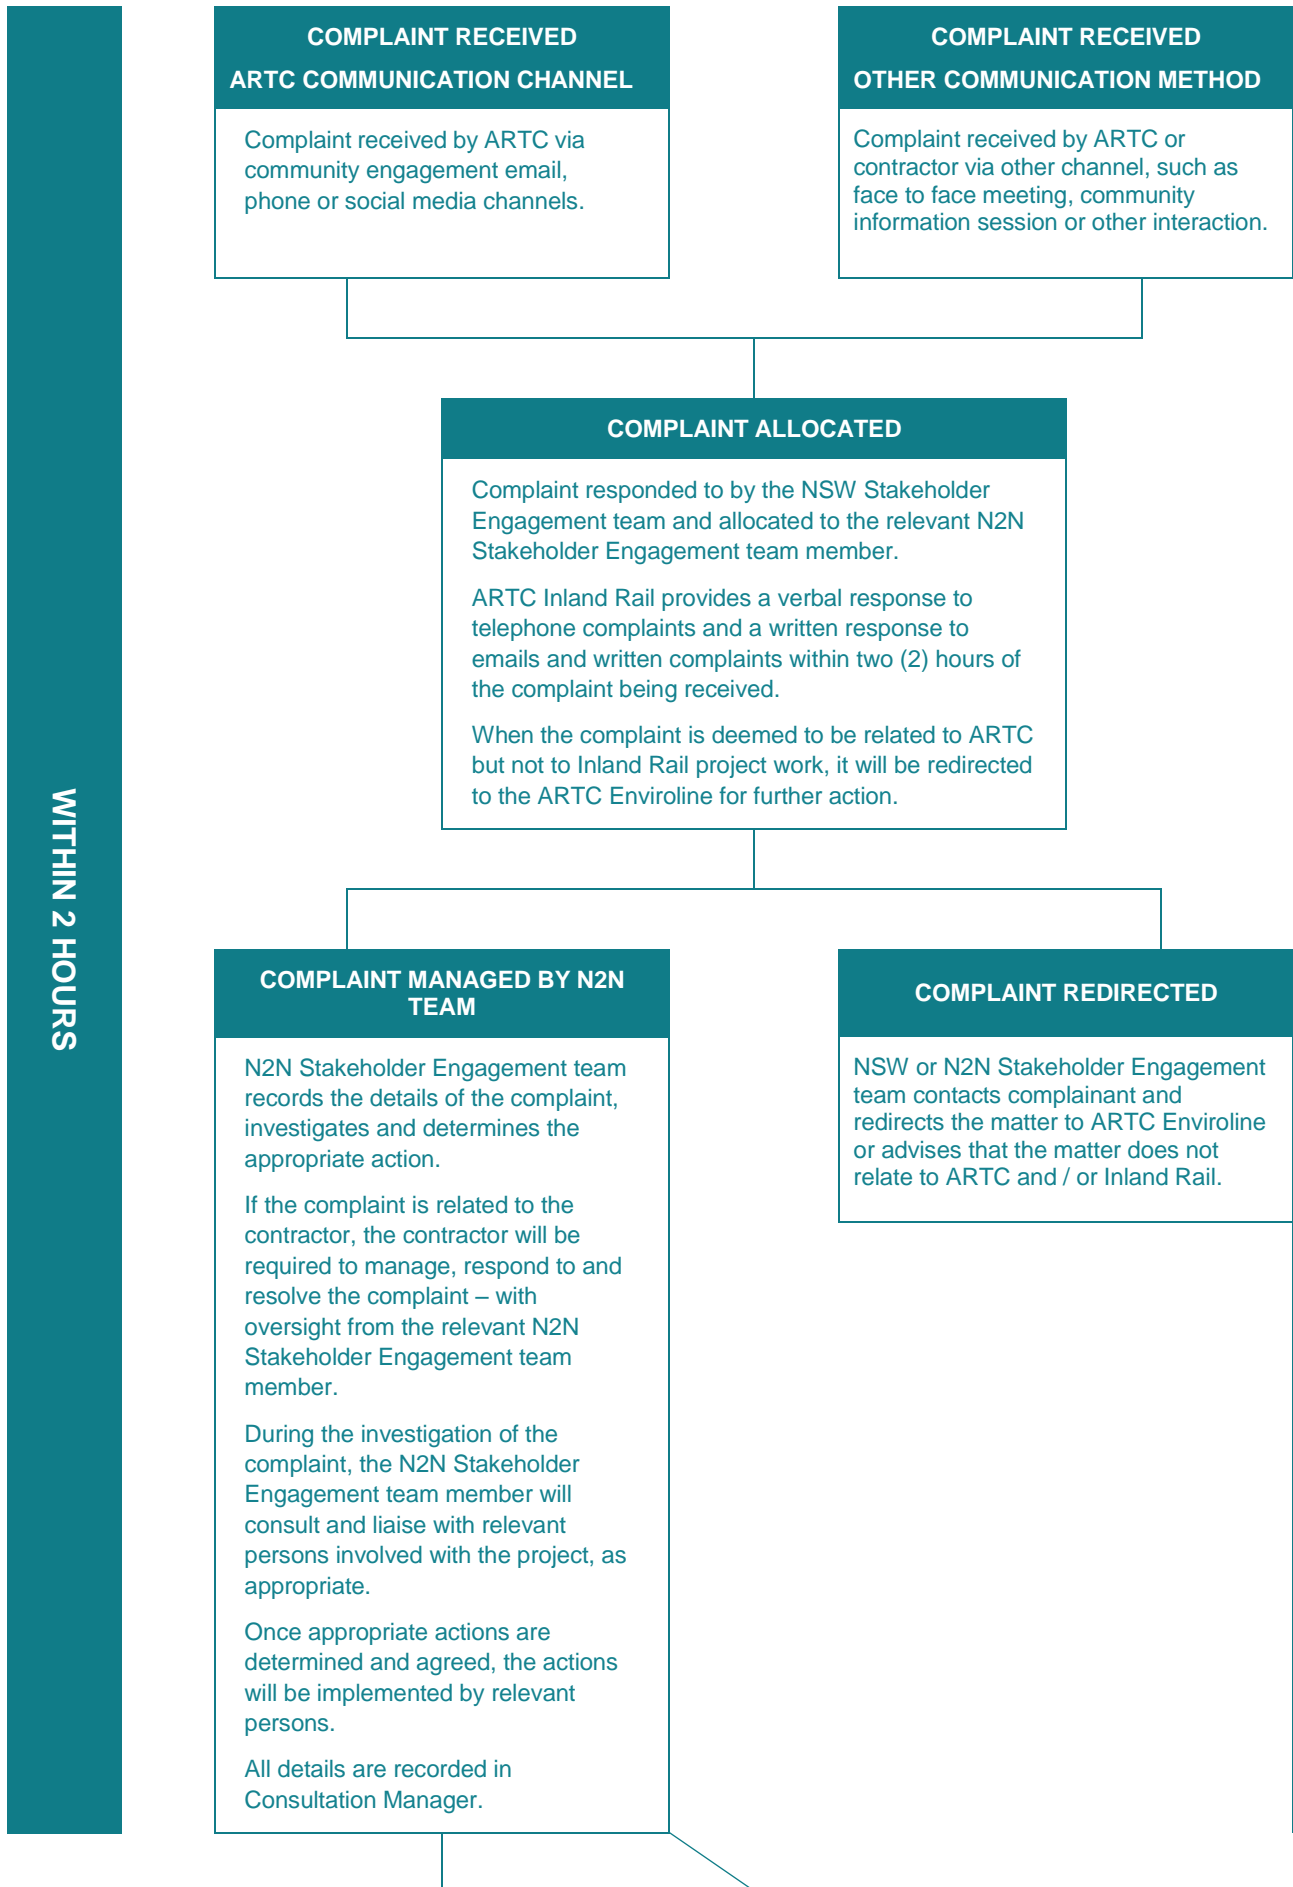 COMPLAINT RECEIVED
ARTC COMMUNICATION CHANNEL
Complaint received by ARTC via
community engagement email,
phone or social media channels.
COMPLAINT RECEIVED
OTHER COMMUNICATION METHOD
Complaint received by ARTC or
contractor via other channel, such as
face to face meeting, community
information session or other interaction.
COMPLAINT ALLOCATED
Complaint responded to by the NSW Stakeholder
Engagement team and allocated to the relevant N2N
Stakeholder Engagement team member.
ARTC Inland Rail provides a verbal response to
telephone complaints and a written response to
emails and written complaints within two (2) hours of
the complaint being received.
When the complaint is deemed to be related to ARTC
but not to Inland Rail project work, it will be redirected
to the ARTC Enviroline for further action.
WITHIN 2 HOURS
COMPLAINT MANAGED BY N2N
TEAM
N2N Stakeholder Engagement team
records the details of the complaint,
investigates and determines the
appropriate action.
If the complaint is related to the
contractor, the contractor will be
required to manage, respond to and
resolve the complaint – with
oversight from the relevant N2N
Stakeholder Engagement team
member.
During the investigation of the
complaint, the N2N Stakeholder
Engagement team member will
consult and liaise with relevant
persons involved with the project, as
appropriate.
Once appropriate actions are
determined and agreed, the actions
will be implemented by relevant
persons.
All details are recorded in
Consultation Manager.
COMPLAINT REDIRECTED
NSW or N2N Stakeholder Engagement
team contacts complainant and
redirects the matter to ARTC Enviroline
or advises that the matter does not
relate to ARTC and / or Inland Rail.